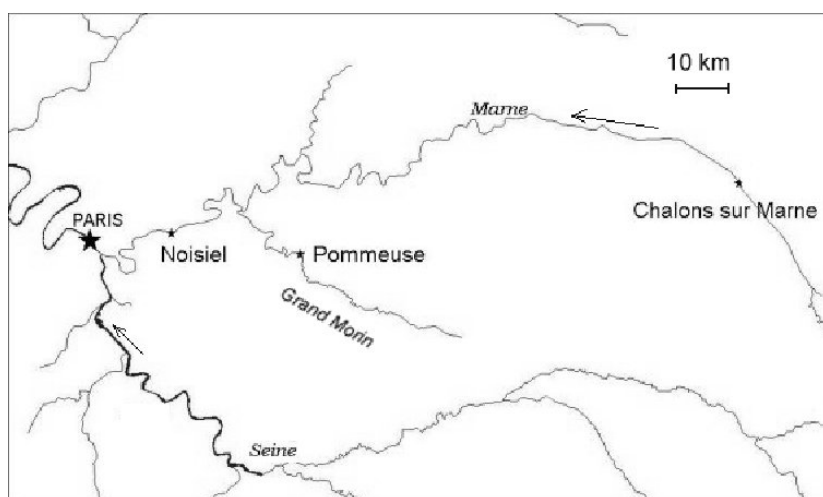 10 km
Marne
Chalons sur Marne
PARIS
Noisiel
Pommeuse
Grand Morin
Seine